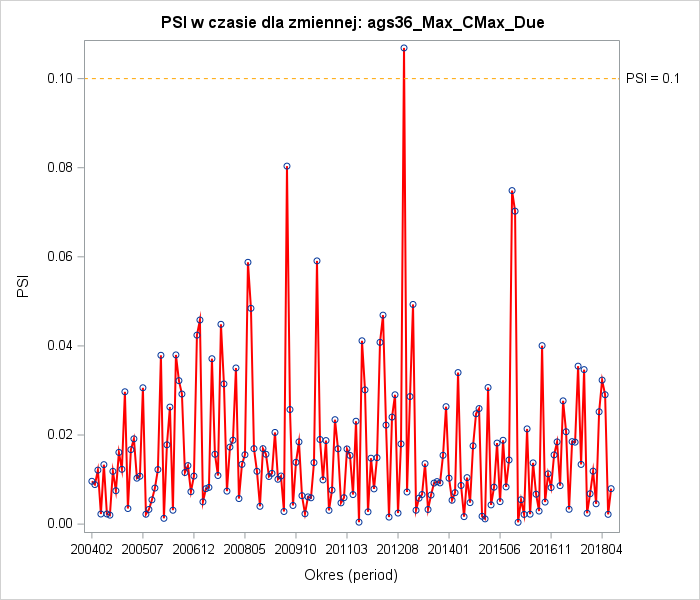 PSI w czasie dla zmiennej: ags36_Max_CMax_Due
0.10
PSI = 0.1
0.08
0.06
PSI
0.04
0.02
0.00
200402 200507 200612 200805 200910 201103 201208 201401 201506 201611 201804
Okres (period)